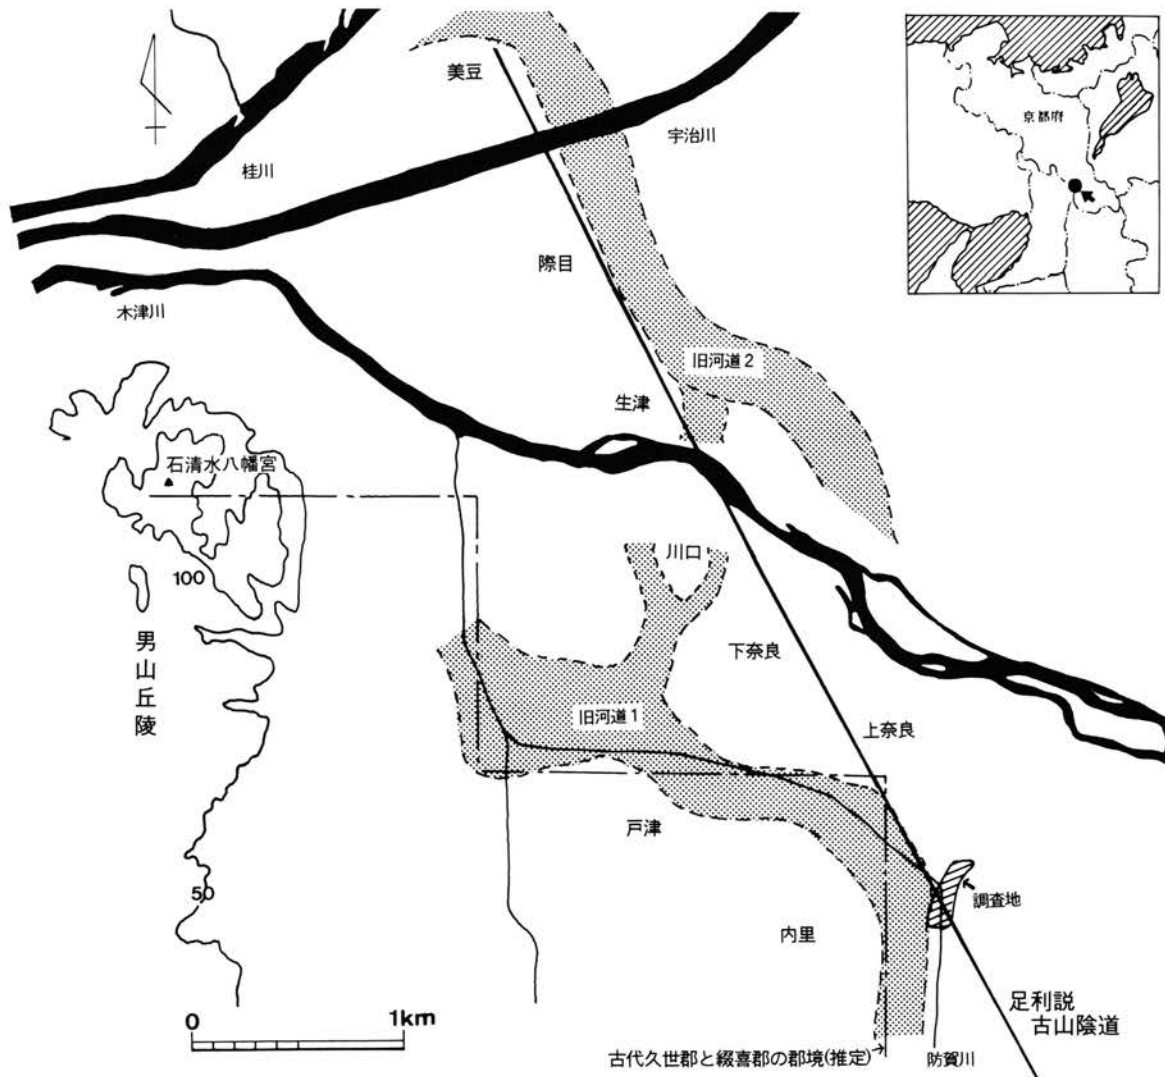 美豆
宇治川
京都府
桂川
際目
木津川
旧河道2
生津
石清水八幡宮
川口
100
男山丘陵
下奈良
旧河道1
上奈良
戸津
50
調査地
内里
足利説
古山陰道
0 1km
古代久世郡と綴喜郡の郡境(推定)
防賀川